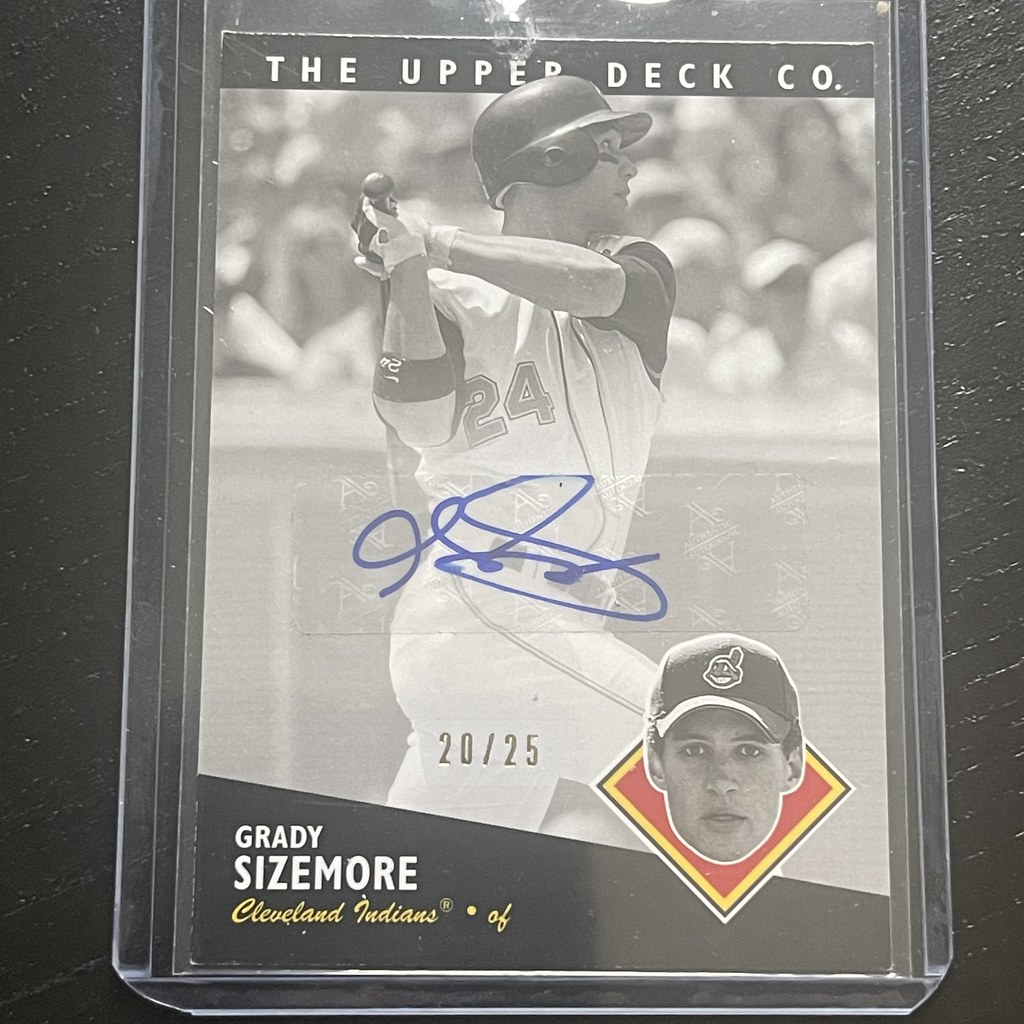 THE UPPER DECK CO.
24
20/25
GRADY
SIZEMORE
Cleveland Indians® • of